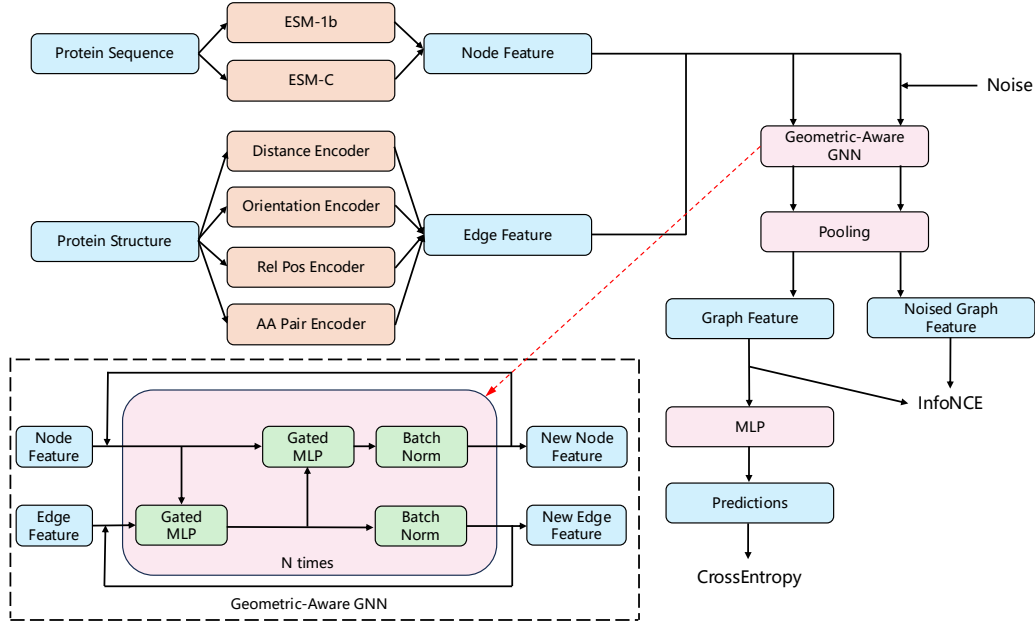 ESM-1b
Protein Sequence
Node Feature
ESM-C
Noise
Distance Encoder
Geometric-Aware
GNN
Orientation Encoder
Protein Structure
Edge Feature
Pooling
Rel Pos Encoder
AA Pair Encoder
Graph Feature
Noised Graph
Feature
InfoNCE
MLP
Predictions
CrossEntropy
Node
Feature
Gated
MLP
Batch
Norm
New Node
Feature
Edge
Feature
Gated
MLP
Batch
Norm
New Edge
Feature
N times
Geometric-Aware GNN